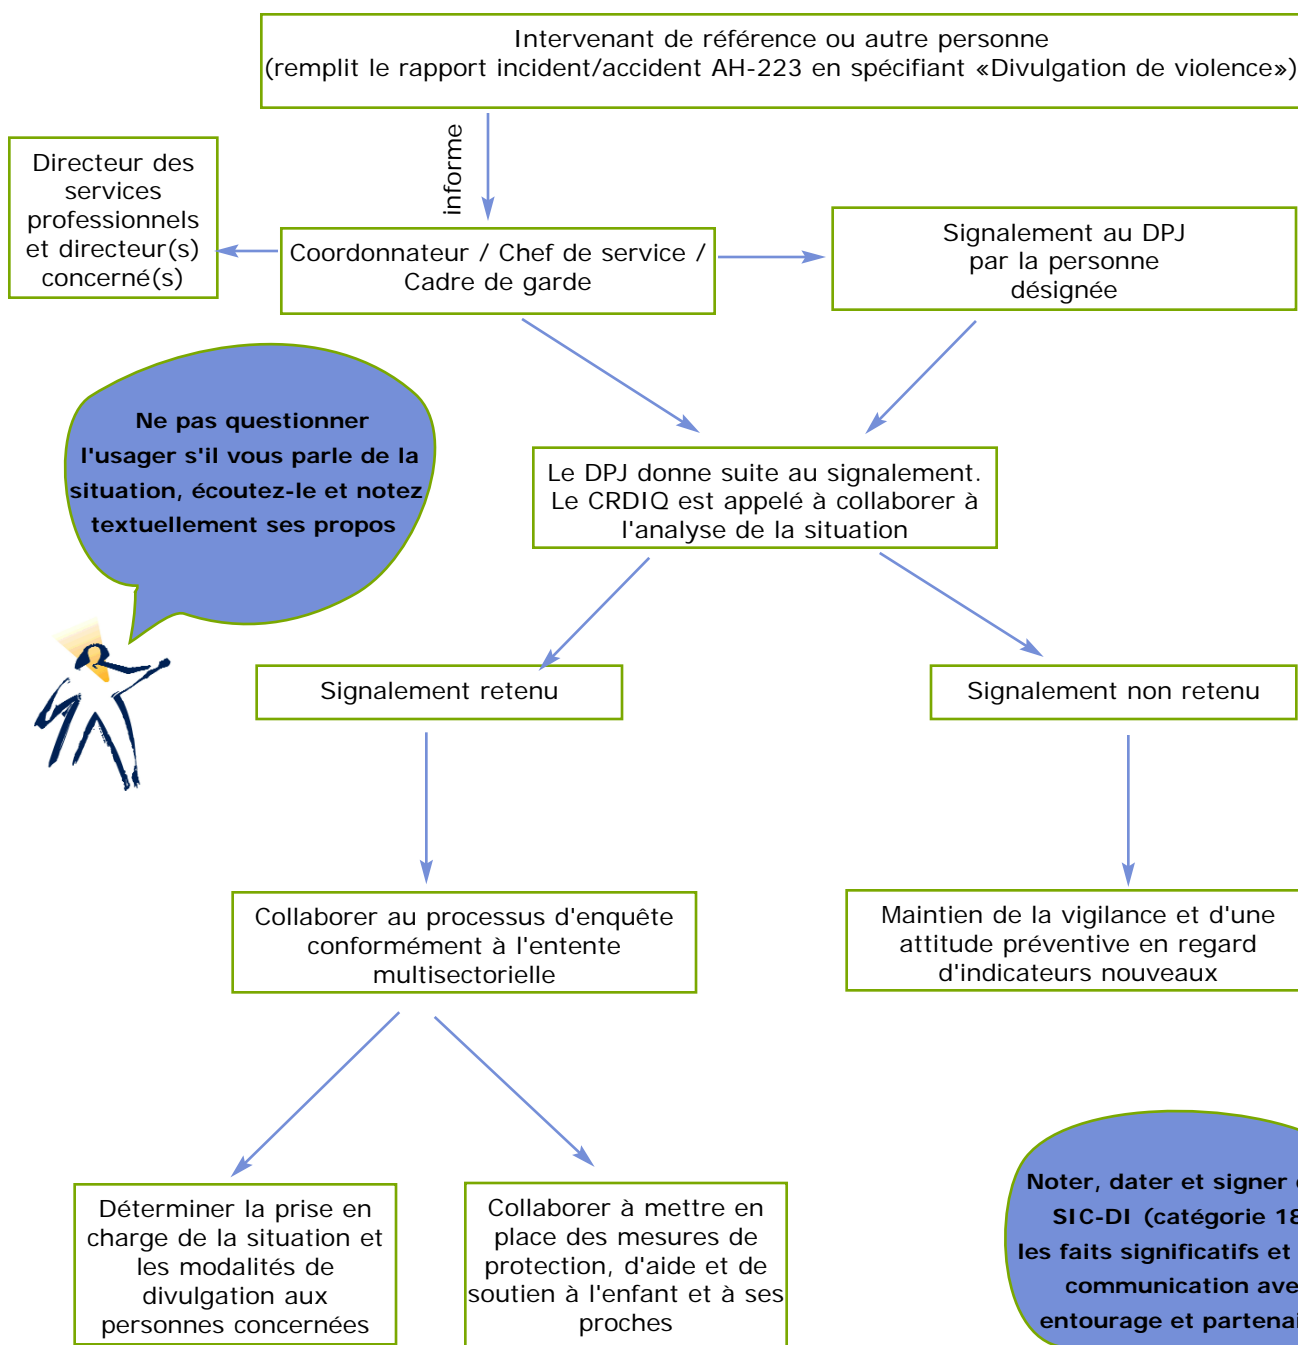 Intervenant de référence ou autre personne
(remplit le rapport incident/accident AH-223 en spécifiant «Divulgation de violence»)
informe
Directeur des
services
professionnels
et directeur(s)
concerné(s)
Coordonnateur / Chef de service /
Cadre de garde
Signalement au DPJ
par la personne
désignée
Ne pas questionner
l'usager s'il vous parle de la
situation, écoutez-le et notez
textuellement ses propos
Le DPJ donne suite au signalement.
Le CRDIQ est appelé à collaborer à
l'analyse de la situation
Signalement retenu
Signalement non retenu
Collaborer au processus d'enquête
conformément à l'entente
multisectorielle
Maintien de la vigilance et d'une
attitude préventive en regard
d'indicateurs nouveaux
Déterminer la prise en
charge de la situation et
les modalités de
divulgation aux
personnes concernées
Collaborer à mettre en
place des mesures de
protection, d'aide et de
soutien à l'enfant et à ses
proches
Noter, dater et signer
SIC-DI (catégorie 18
les faits significatifs et
communication
entourage et